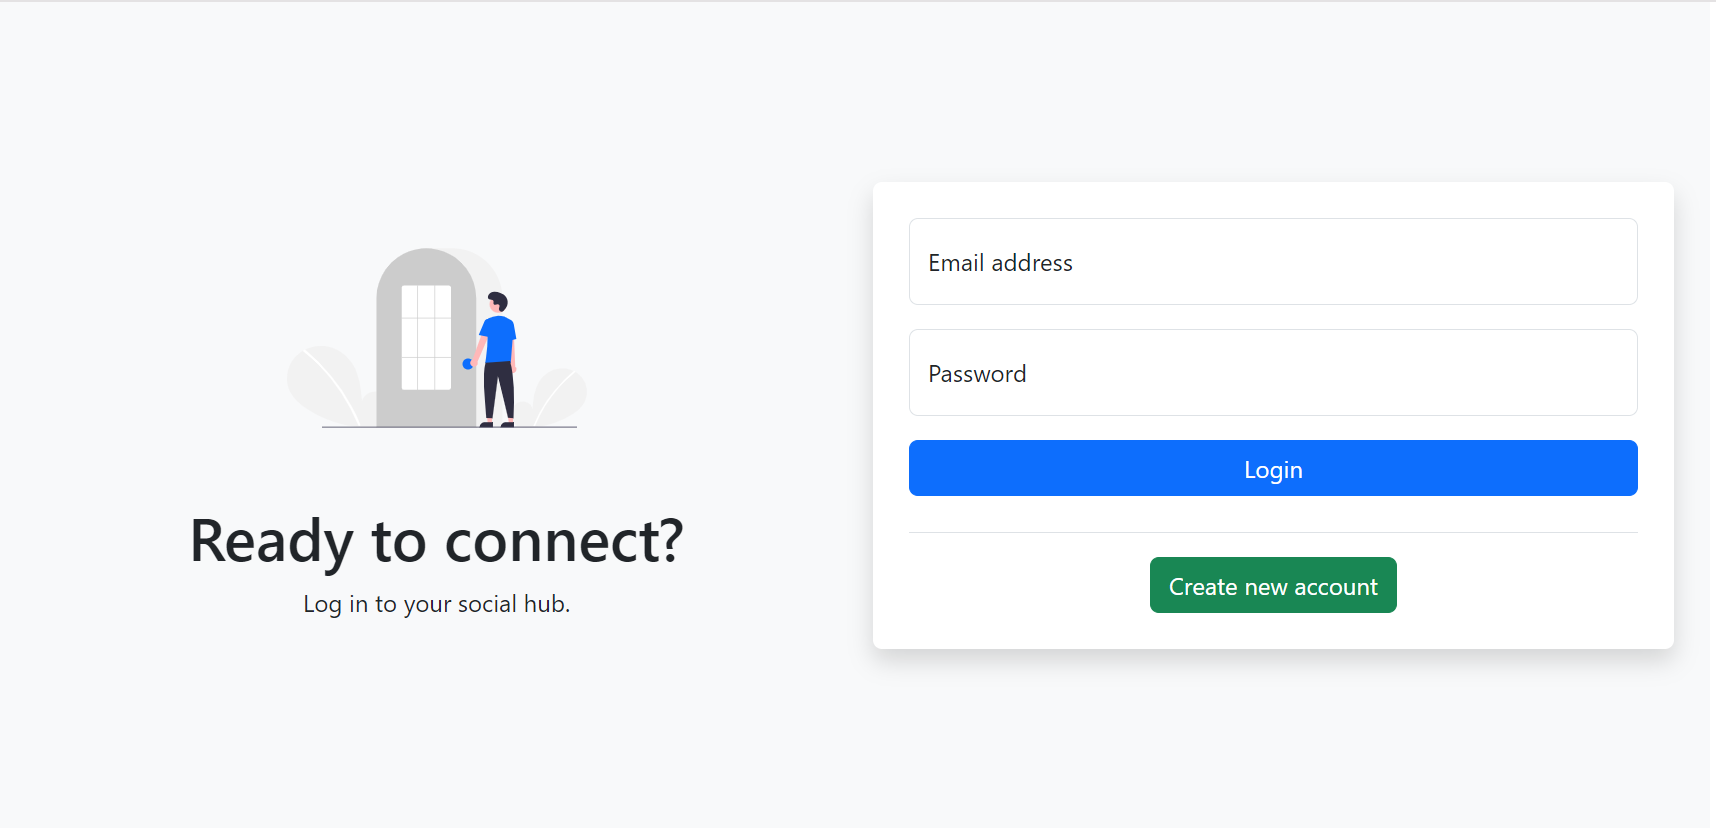 Ready to connect?
Log in to your social hub.
Email address
Password
Login
Create new account